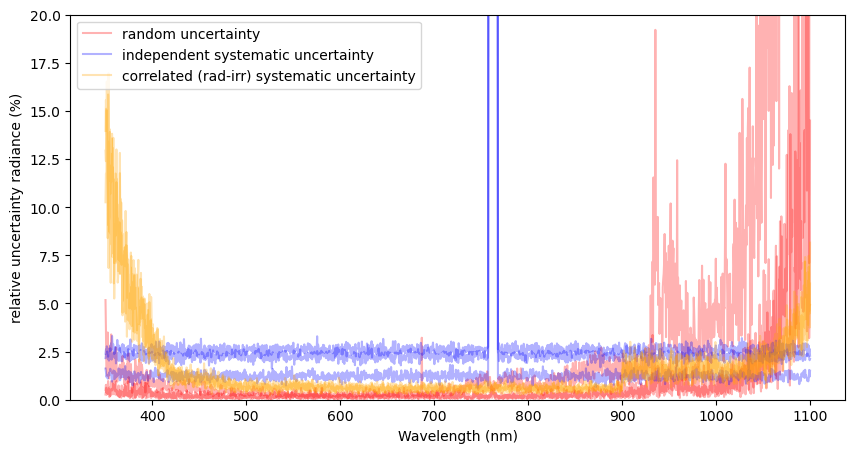 random uncertainty
independent systematic uncertainty
correlated (rad-irr) systematic uncertainty
relative uncertainty radiance (%)
20.0
17.5
15.0
12.5
10.0
7.5
5.0
2.5
0.0
400 500 600 700 800 900 1000 1100
Wavelength (nm)